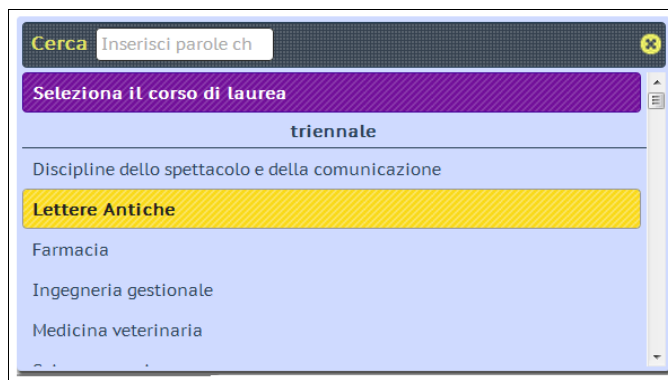 Cerca Inserisci parole ch
Seleziona il corso di laurea
triennale
Discipline dello spettacolo e della comunicazione
Lettere Antiche
Farmacia
Ingegneria gestionale
Medicina veterinaria